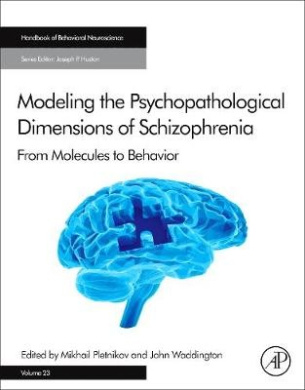 Handbook of Behavioral Neuroscience
Series Editor: Joseph P. Huston
Modeling the Psychopathological
Dimensions of Schizophrenia
From Molecules to Behavior
Edited by Mikhail Pletnikov and John Waddington
Volume 23
AP